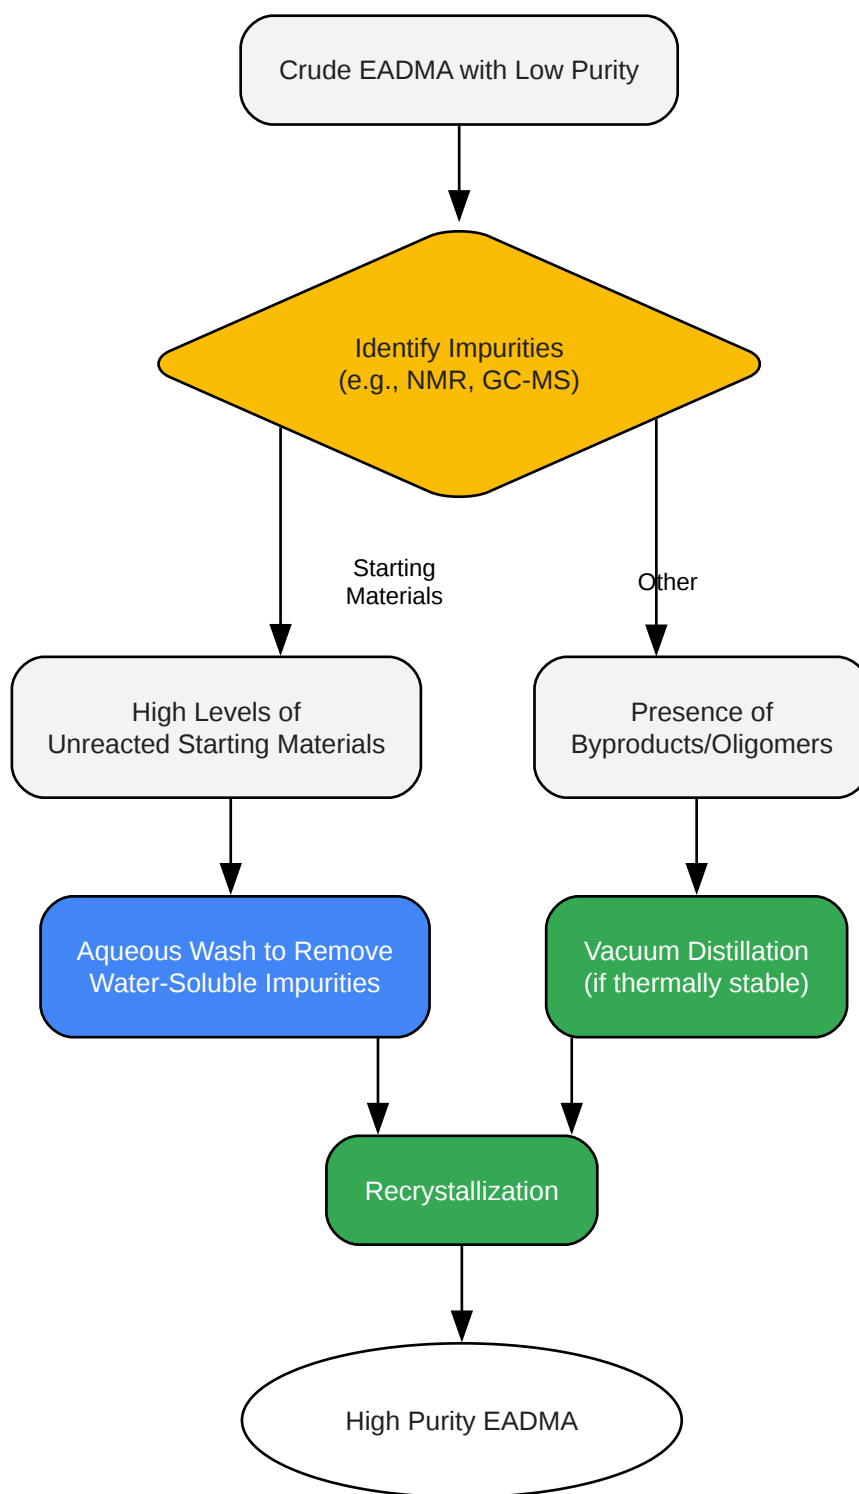 Crude EADMA with Low Purity
Identify Impurities
(e.g., NMR, GC-MS)
Starting
Materials
Other
High Levels of
Unreacted Starting Materials
Presence of
Byproducts/Oligomers
Aqueous Wash to Remove
Water-Soluble Impurities
Vacuum Distillation
(if thermally stable)
Recrystallization
High Purity EADMA